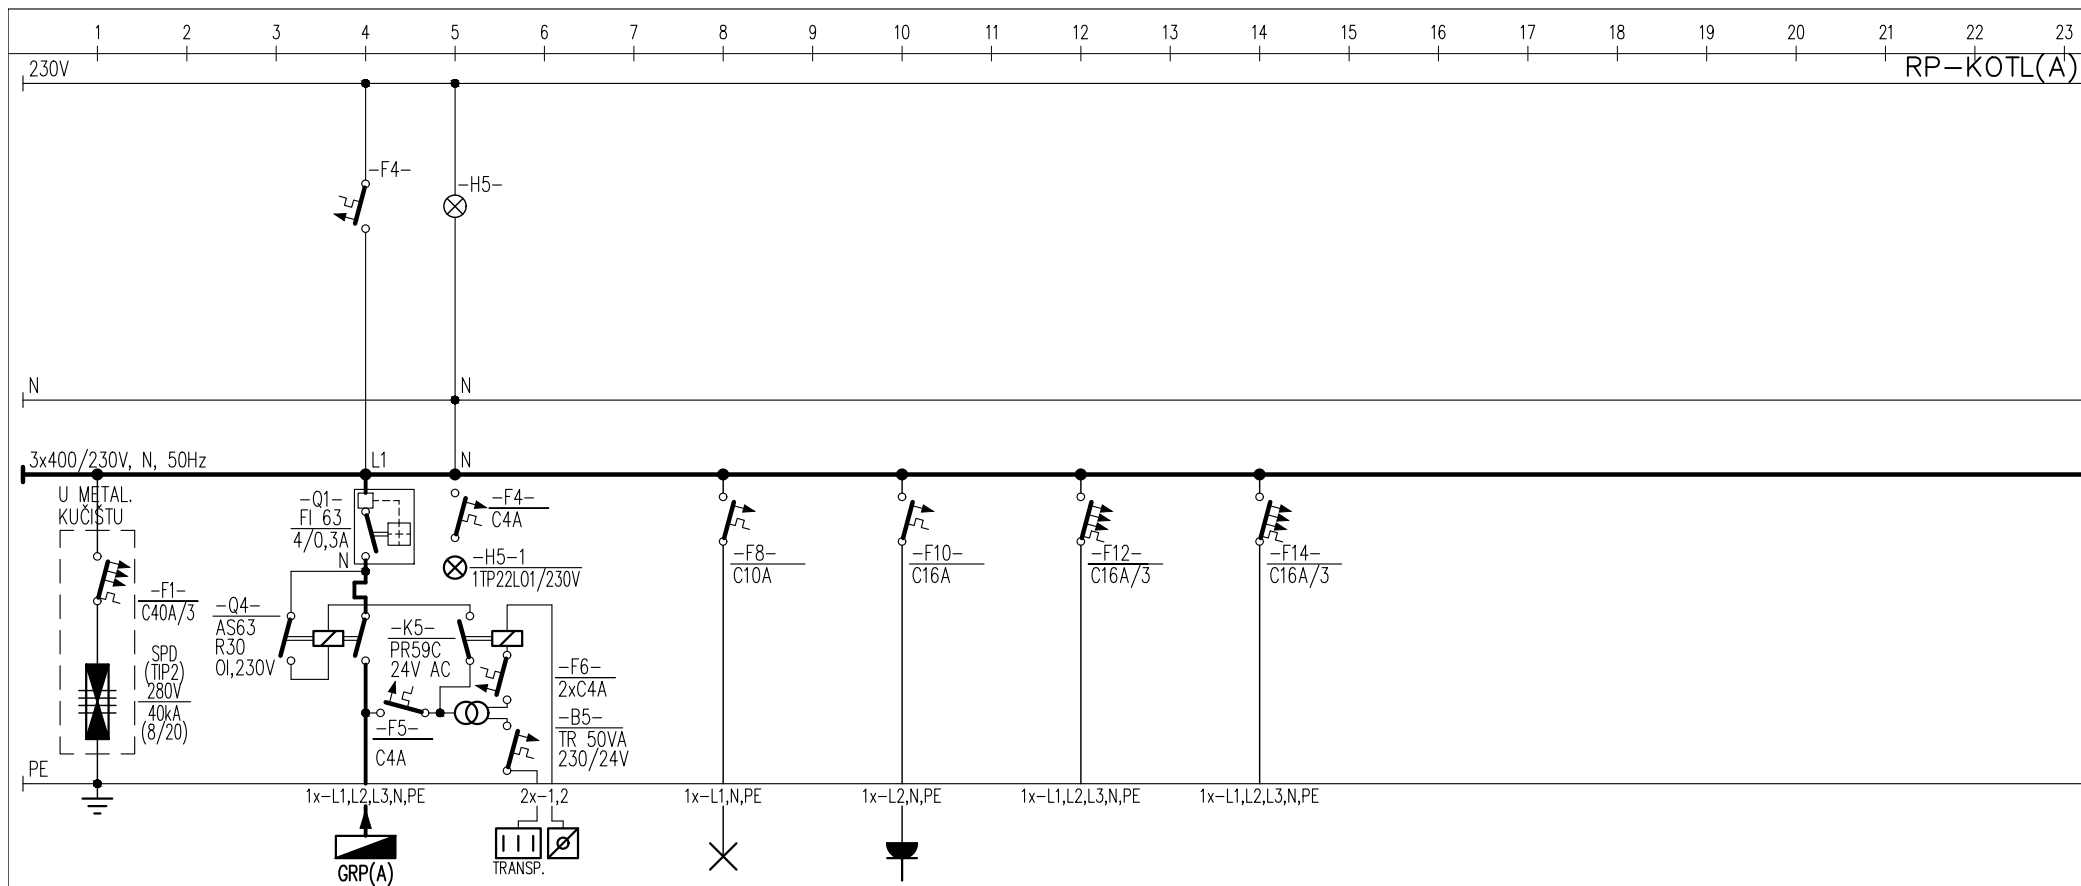 1 2 3 4 5 6 7 8 9 10 11 12 13 14 15 16 17 18 19 20 21 22 23
230V
RP-KOTL(A)
-F4-
-H5-
N
N
3x400/230V, N, 50Hz
L1
N
U METAL.
KUČIŠTU
-F1-
C40A/3
SPD
(TIP2)
280V
40kA
(8/20)
-Q1-
FI 63
4/0,3A
N
-Q4-
AS63
R30
OI,230V
-F4-
C4A
-H5-1
1TP22L01/230V
-K5-
PR59C
24V AC
-F5-
C4A
-F6-
2xC4A
-B5-
TR 50VA
230/24V
-F8-
C10A
-F10-
C16A
-F12-
C16A/3
-F14-
C16A/3
PE
1x-L1,L2,L3,N,PE
2x-1,2
1x-L1,N,PE
1x-L2,N,PE
1x-L1,L2,L3,N,PE
1x-L1,L2,L3,N,PE
GRP(A)
TRANSP.